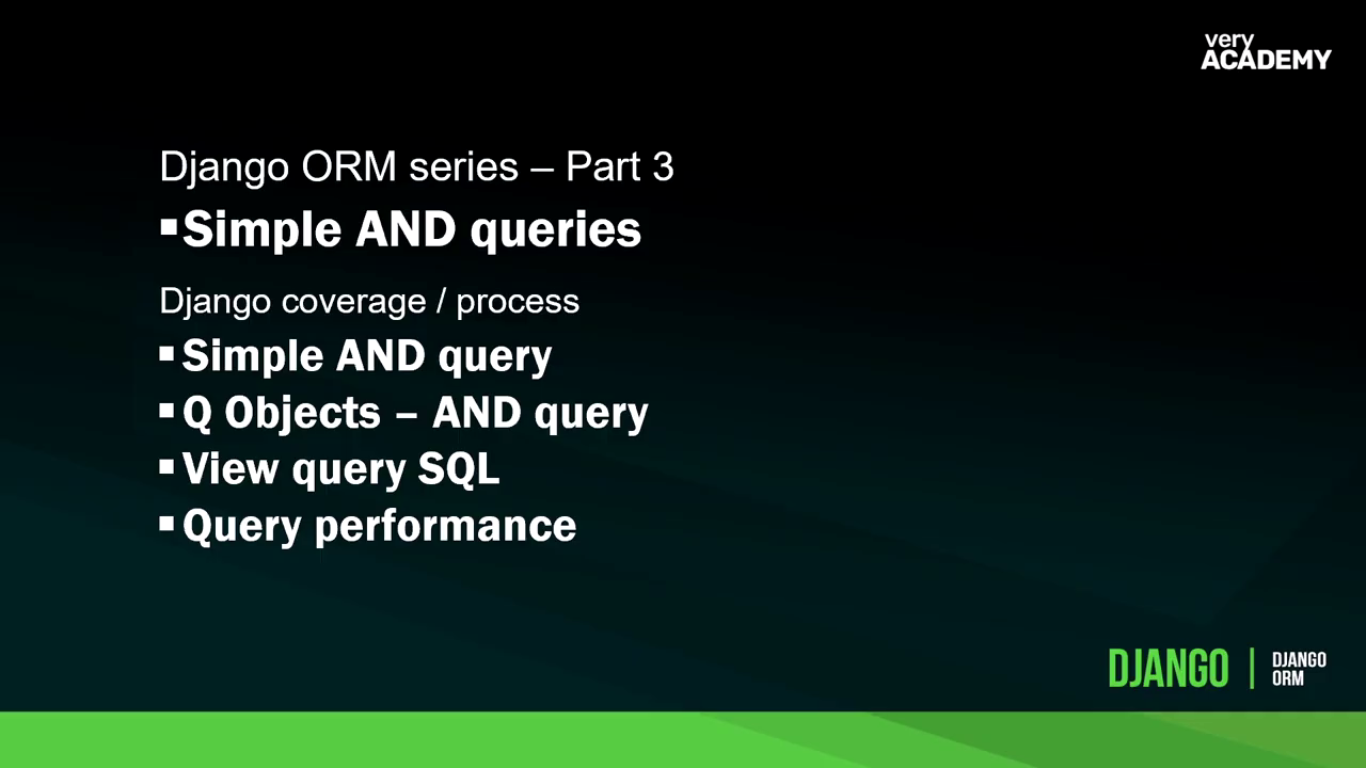 very
ACADEMY
Django ORM series – Part 3
▪Simple AND queries
Django coverage / process
▪Simple AND query
▪Q Objects – AND query
▪View query SQL
▪Query performance
DJANGO | DJANGO
ORM